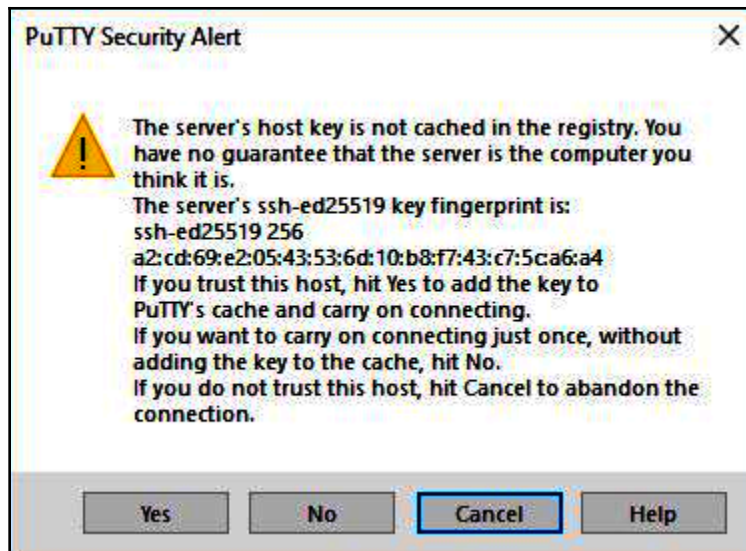 PuTTY Security Alert
The server's host key is not cached in the registry. You
have no guarantee that the server is the computer you
think it is.
The server's ssh-ed25519 key fingerprint is:
ssh-ed25519 256
a2:cd:69:e2:05:43:53:6d:10:b8:f7:43:c7:5c:a6:a4
If you trust this host, hit Yes to add the key to
PuTTY's cache and carry on connecting.
If you want to carry on connecting just once, without
adding the key to the cache, hit No.
If you do not trust this host, hit Cancel to abandon the
connection.
Yes No Cancel Help